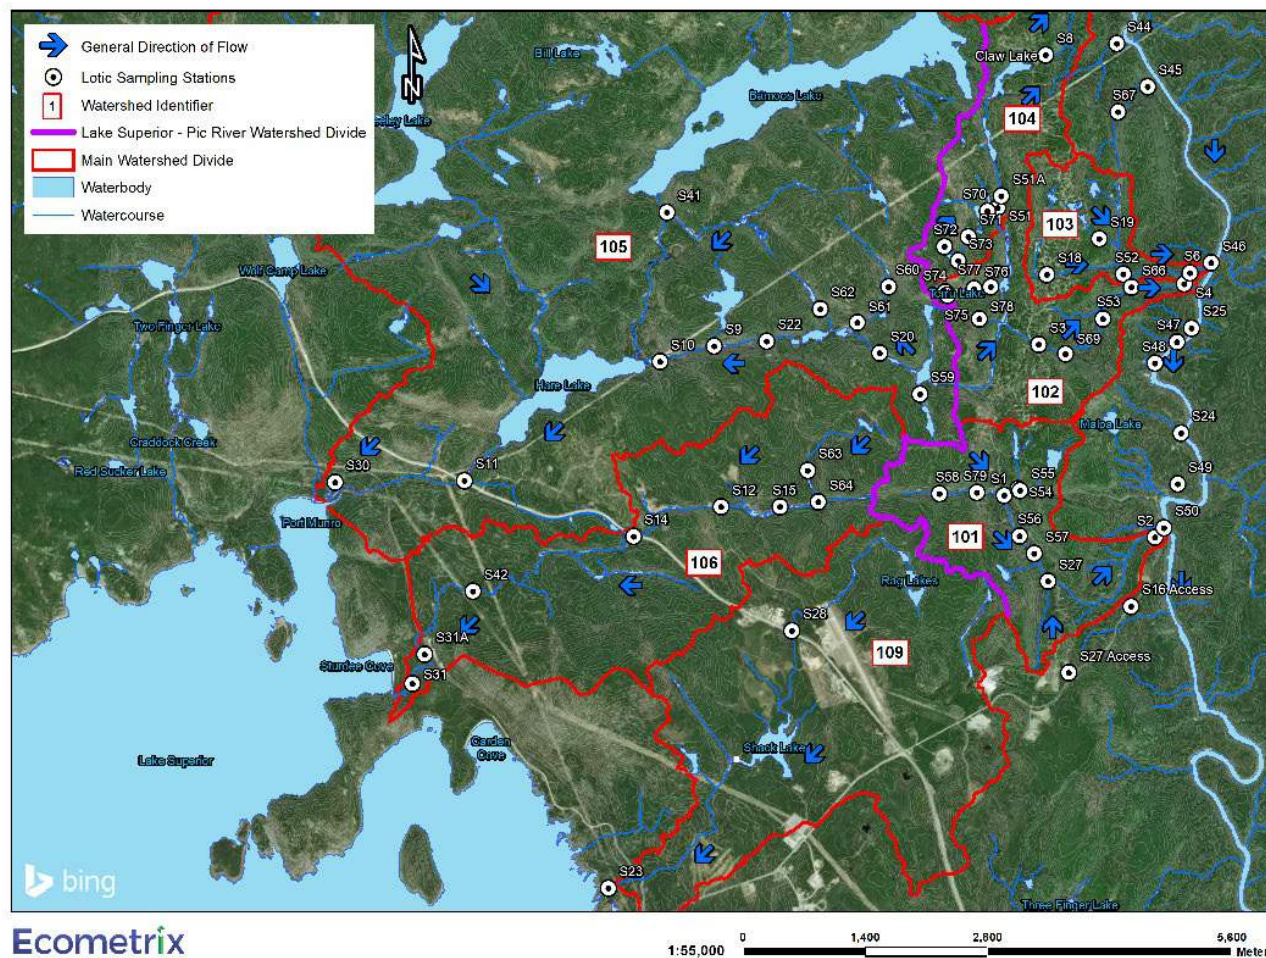 General Direction of Flow
Lotic Sampling Stations
1
Watershed Identifier
Lake Superior - Pic River Watershed Divide
Main Watershed Divide
Waterbody
Watercourse
N
Bill Lake
Bamoos Lake
Claw Lake
S8
S44
S45
S67
104
S41
105
S70
S51A
S71
S51
S72
S73
103
S19
S18
S52
S66
S6
S46
S4
Wolf Camp Lake
Two Finger Lake
S60
S74
S77
S76
S62
S61
S75
S78
S53
S25
S47
S48
S9
S22
S10
S20
S3
S69
Hare Lake
S59
102
Malpa Lake
S24
Craddock Creek
Red Sucker Lake
S30
S11
S63
S12
S15
S64
S58
S79
S1
S55
S54
S49
Port Munro
S14
S56
101
S57
S2
S50
106
S42
Rag Lakes
S27
S16 Access
S28
S31A
109
S27 Access
Sturdee Cove
S31
Lake Superior
Garden
Cove
Shack Lake
S23
bing
Three Finger Lake
Ecometrix
1:55,000
0
1,400
2,800
5,600